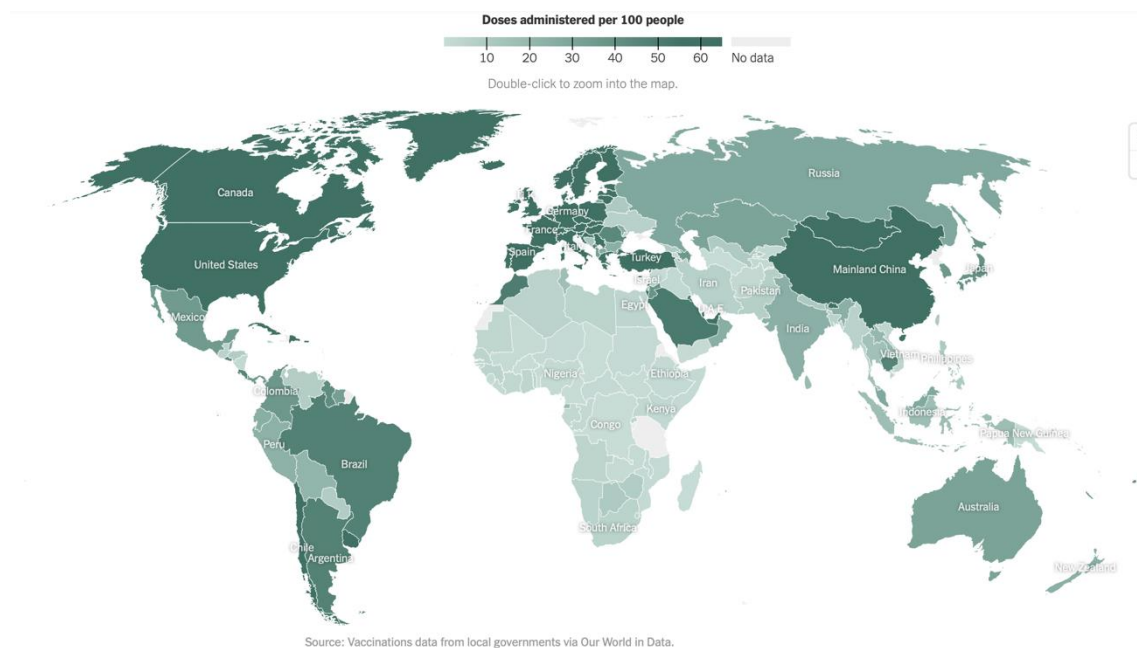 Doses administered per 100 people
10 20 30 40 50 60 No data
Double-click to zoom into the map.
Russia
Canada
Germany
France
United States
Spain
Turkey
Mainland China
Japan
Israel
Iran
Pakistan
Mexico
Egypt
U.A.E.
India
Vietnam
Philippines
Nigeria
Ethiopia
Colombia
Kenya
Indonesia
Congo
Papua New Guinea
Peru
Brazil
Australia
South Africa
Chile
Argentina
New Zealand
Source: Vaccinations data from local governments via Our World in Data.